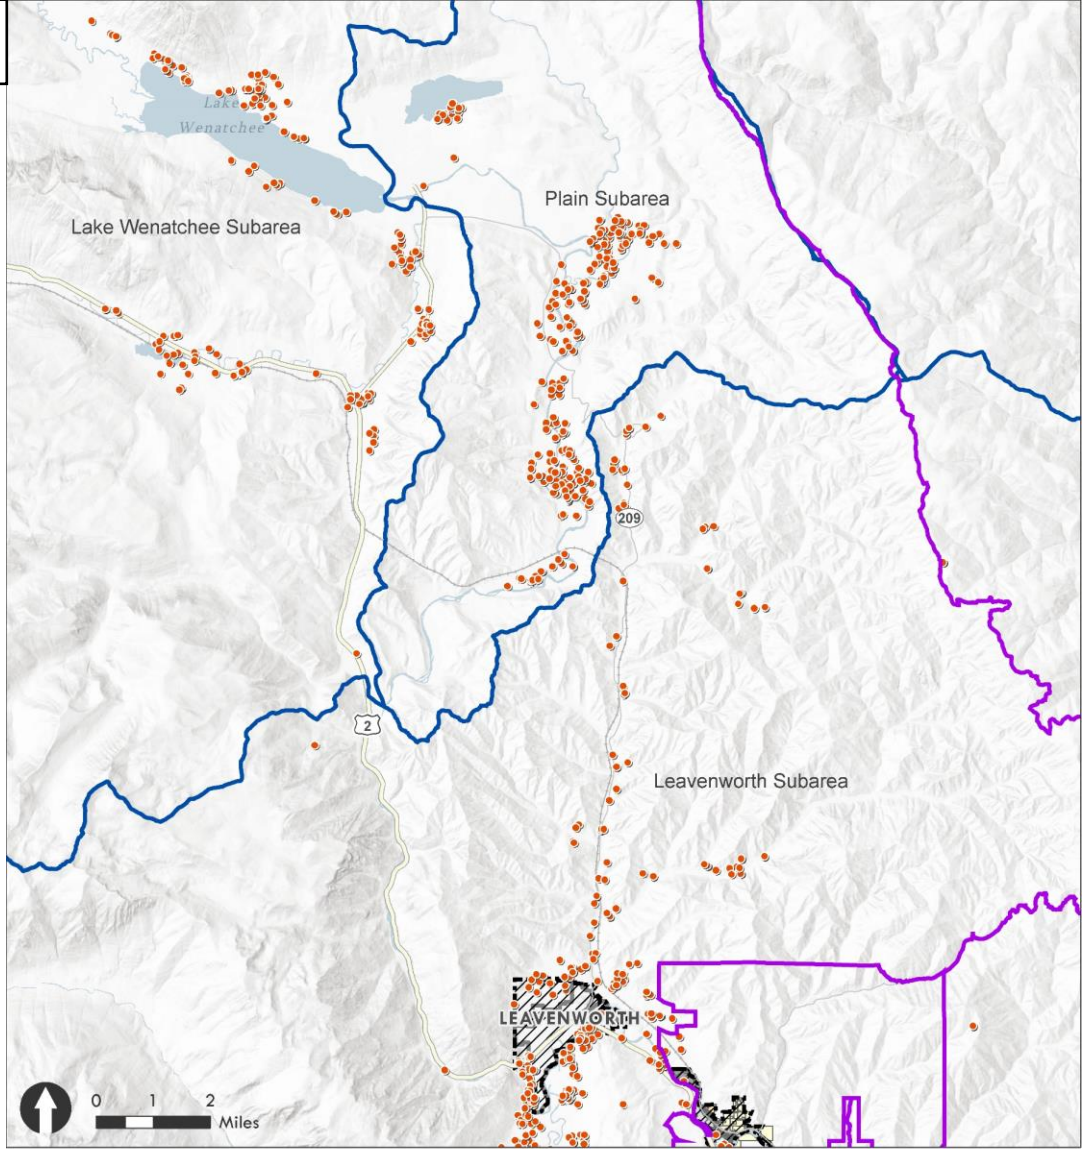 Lake
Wenatchee
Plain Subarea
Lake Wenatchee Subarea
209
2
Leavenworth Subarea
LEAVENWORTH
0 1 2
Miles